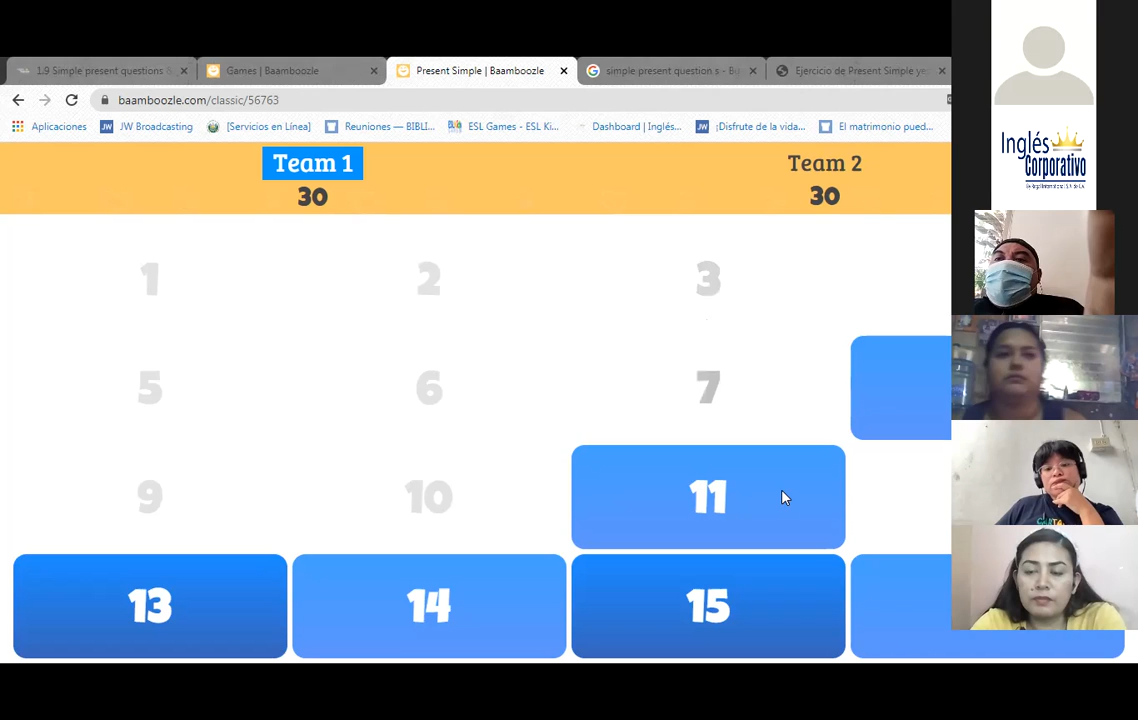 1.9 Simple present questions &
Games | Baamboozle
Present Simple | Baamboozle
simple present question s - Bu
Ejercicio de Present Simple ye
baamboozle.com/classic/56763
Aplicaciones
JW Broadcasting
[Servicios en Línea]
Reuniones — BIBLI...
ESL Games - ESL Ki...
Dashboard | Inglés...
¡Disfrute de la vida...
El matrimonio pued...
Team 1
30
Team 2
30
1 2 3
5 6 7
9 10 11
13 14 15
Inglés
Corporativo